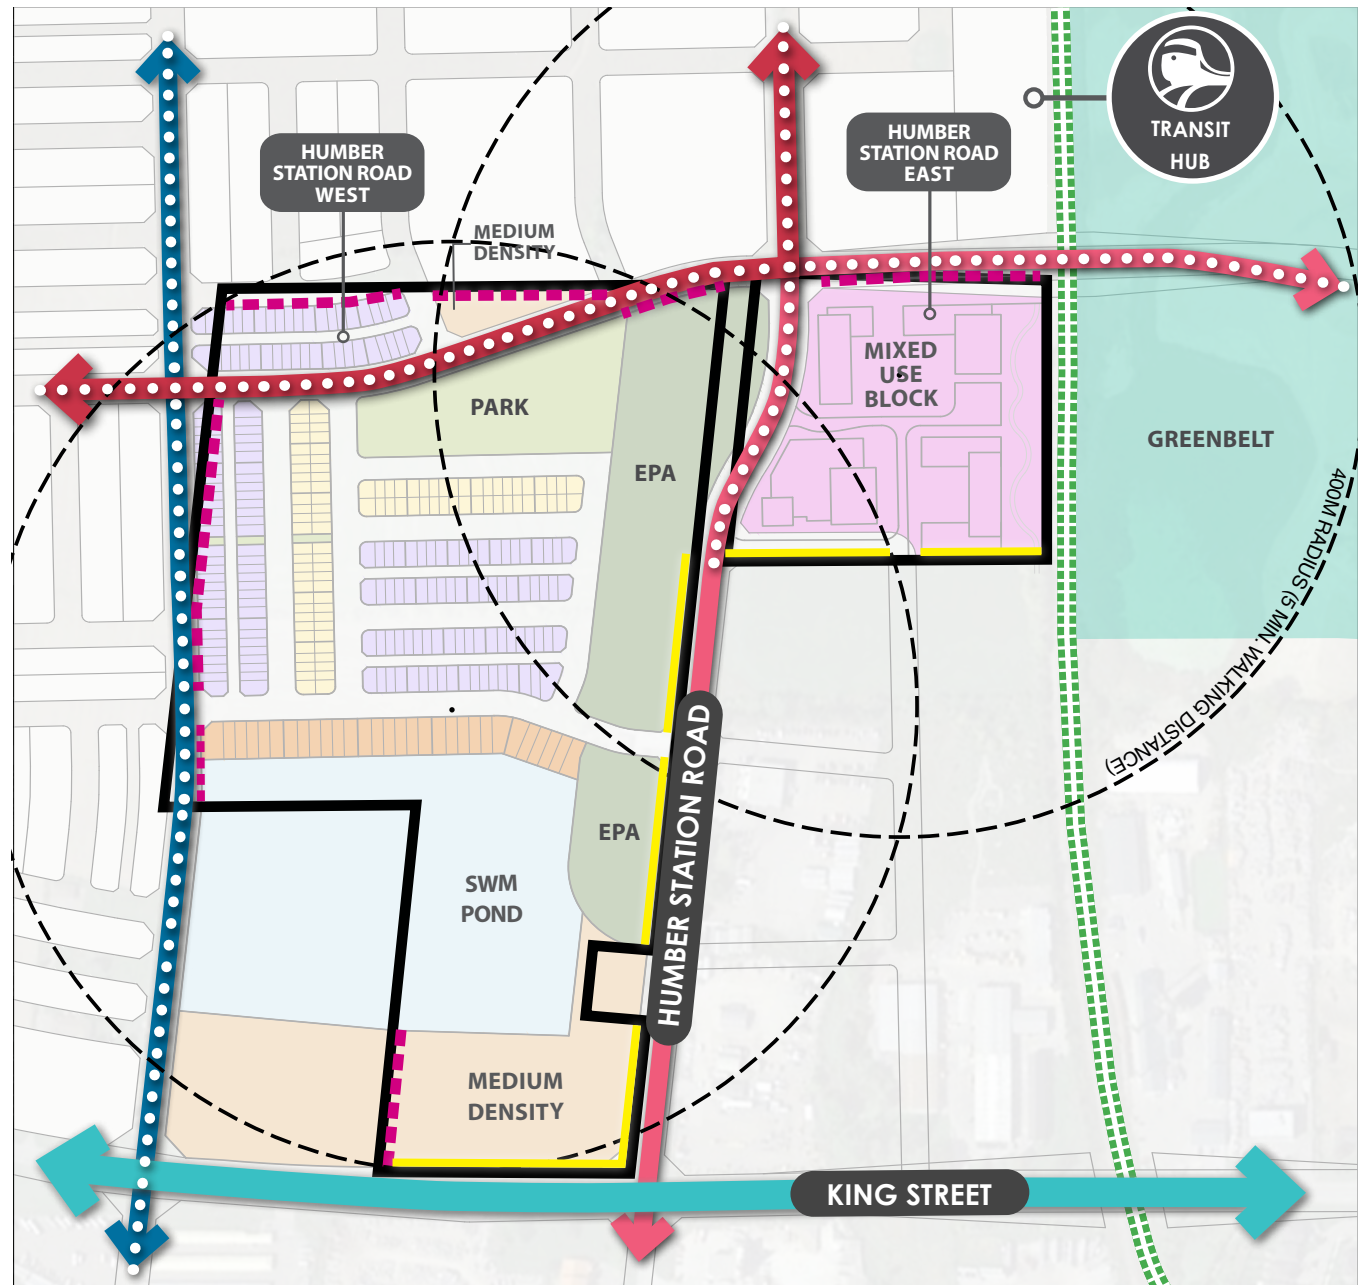 TRANSIT
HUB
HUMBER
STATION ROAD
WEST
HUMBER
STATION ROAD
EAST
MEDIUM
DENSITY
MIXED
USE
BLOCK
PARK
GREENBELT
EPA
400M RADIUS (5 MIN. WALKING DISTANCE)
HUMBER STATION ROAD
EPA
SWM
POND
MEDIUM
DENSITY
KING STREET